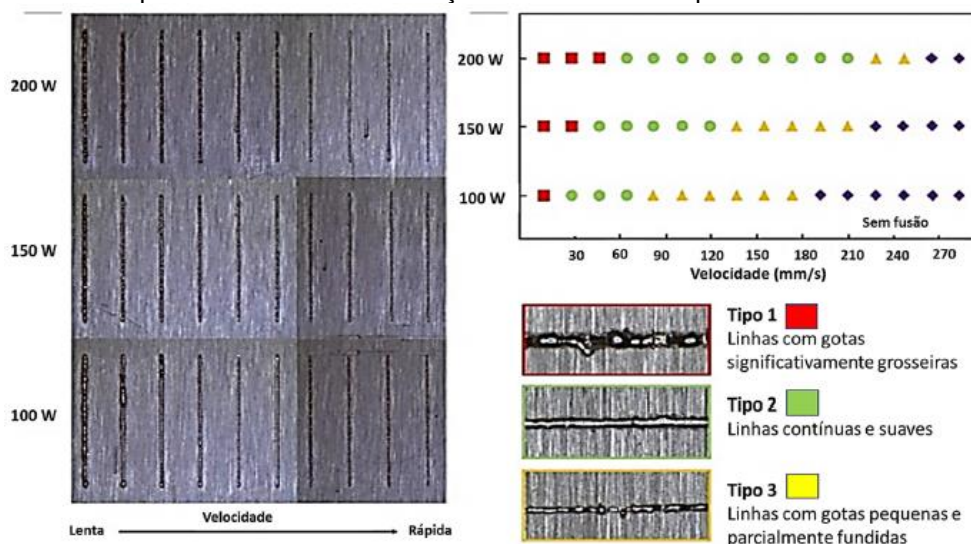 200 W
150 W
100 W
Velocidade
Lenta
Rápida
200 W
150 W
100 W
Sem fusão
30 60 90 120 150 180 210 240 270
Velocidade (mm/s)
Tipo 1
Linhas com gotas
significativamente grosseiras
Tipo 2
Linhas contínuas e suaves
Tipo 3
Linhas com gotas pequenas e
parcialmente fundidas